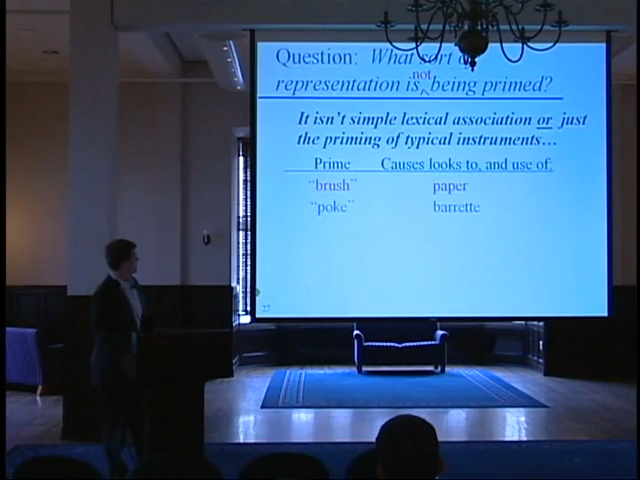 Question: What sort
not
representation is being primed?
It isn't simple lexical association or just
the priming of typical instruments…
Prime Causes looks to, and use of:
"brush" paper
"poke" barrette